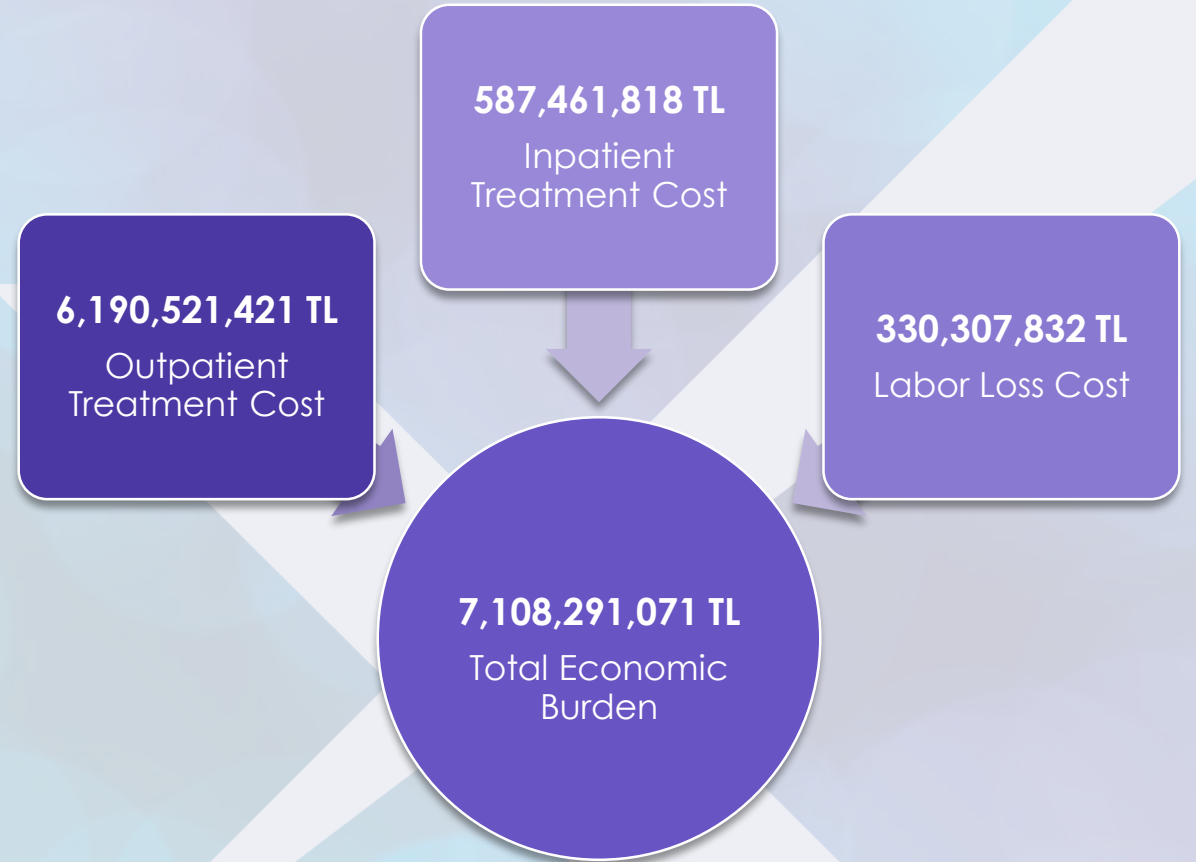 587,461,818 TL
Inpatient
Treatment Cost
6,190,521,421 TL
Outpatient
Treatment Cost
330,307,832 TL
Labor Loss Cost
7,108,291,071 TL
Total Economic
Burden